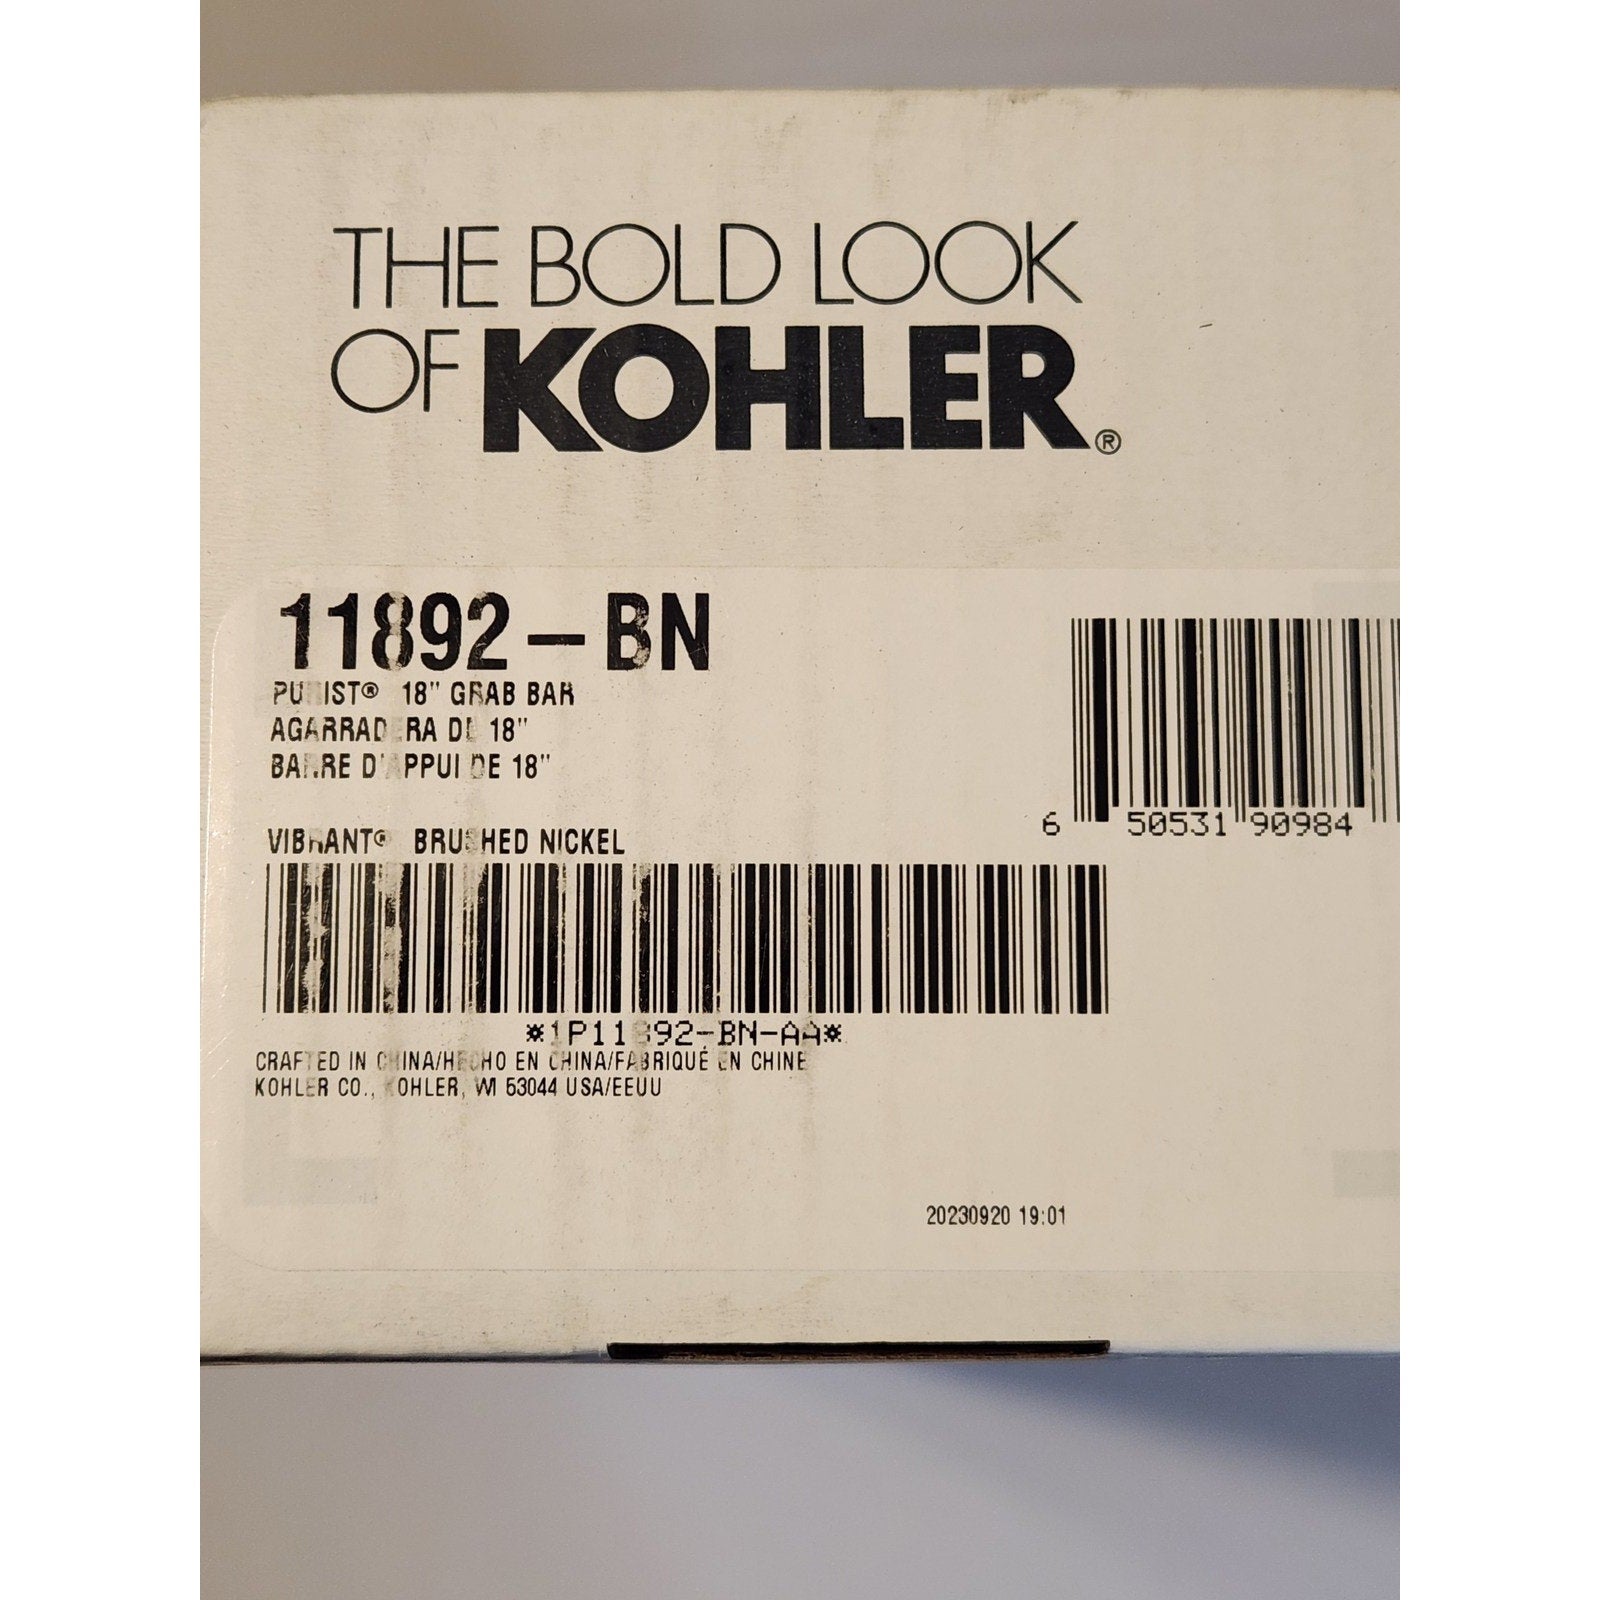 THE BOLD LOOK
OF KOHLER®
11892-BN
PURIST® 18" GRAB BAR
AGARRADERA DE 18"
BARRE D'APPUI DE 18"
6 50531 90984
VIBRANT® BRUSHED NICKEL
*1P11892-BN-AA*
CRAFTED IN CHINA/HECHO EN CHINA/FABRIQUÉ EN CHINE
KOHLER CO., KOHLER, WI 53044 USA/EEUU
20230920 19:01